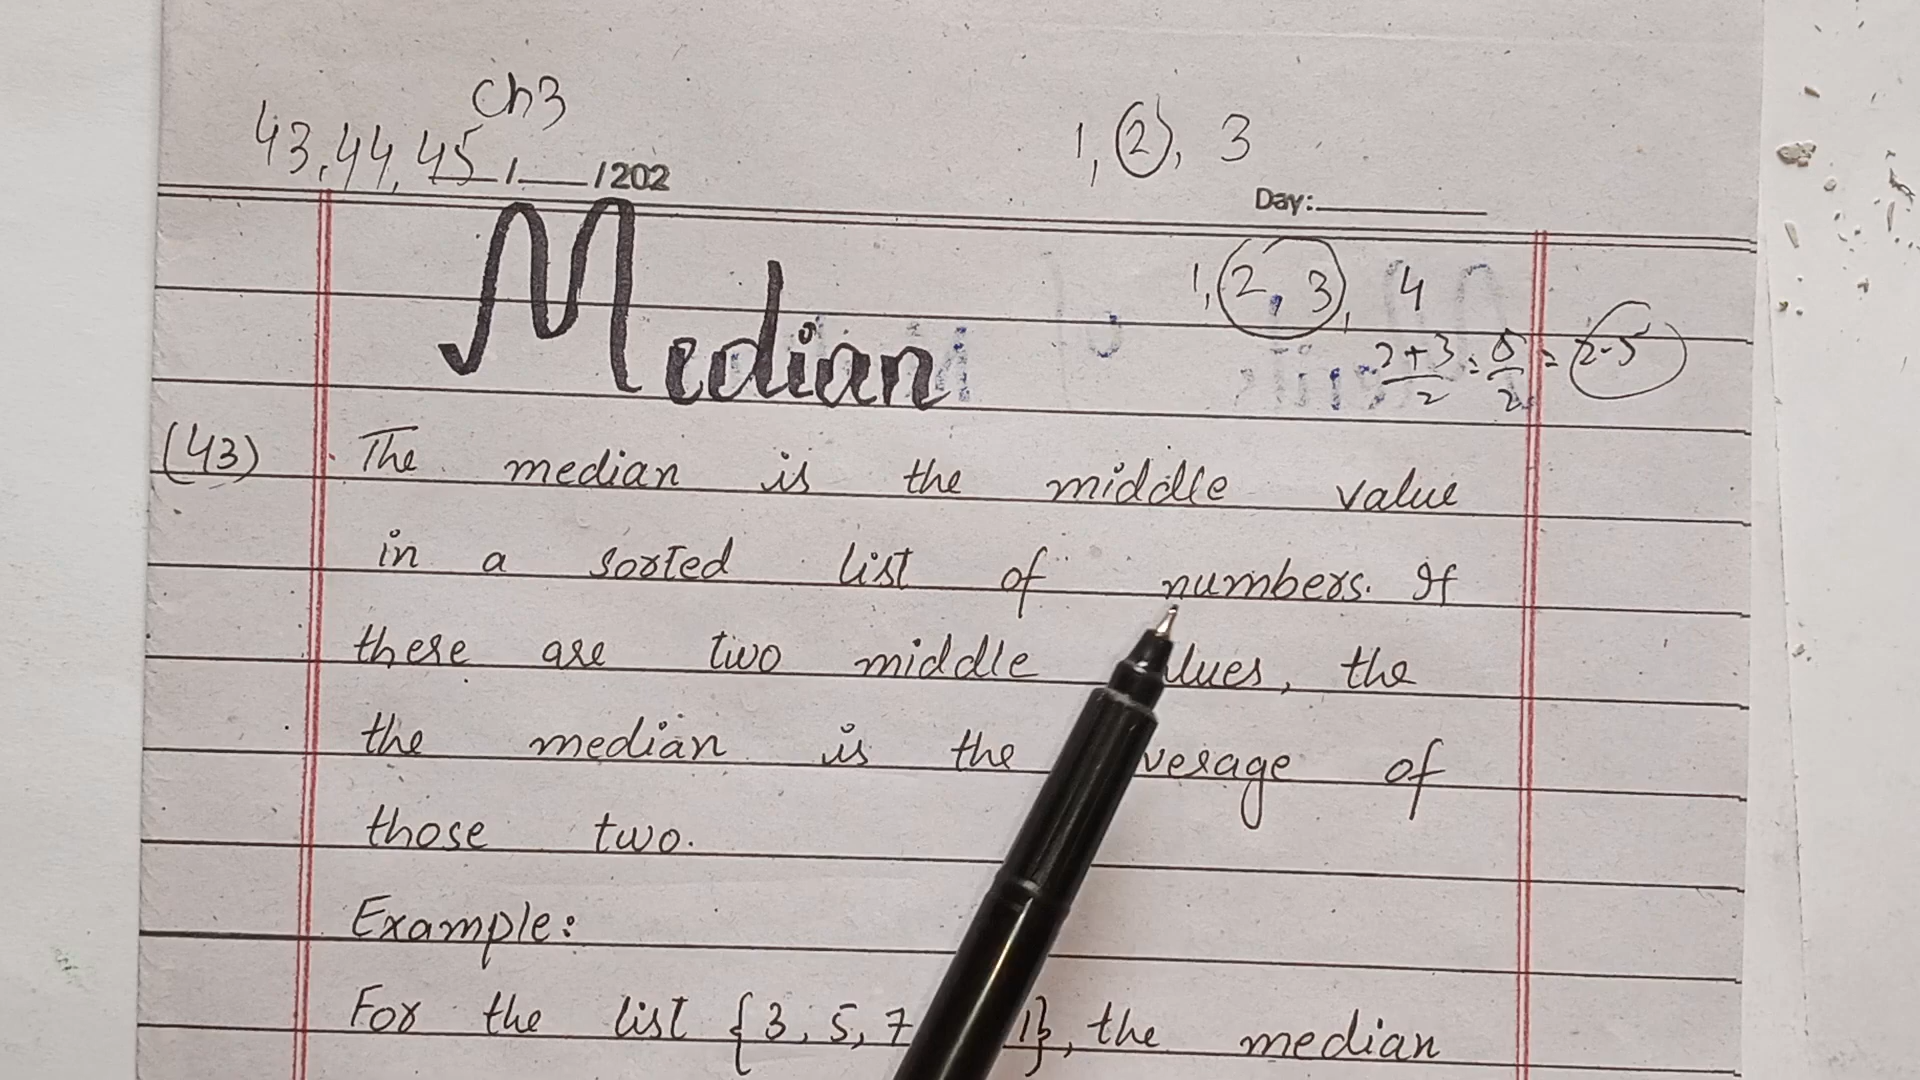 Ch3
43, 44, 45
/ /202
1, 2, 3
Day:
1, 2, 3, 4
2+3/2 = 5/2 = 2.5
Median
(43) The median is the middle value
in a sorted list of numbers. If
there are two middle lues, the
the median is the verage of
those two.
Example:
For the list {3, 5, 7 1}, the median